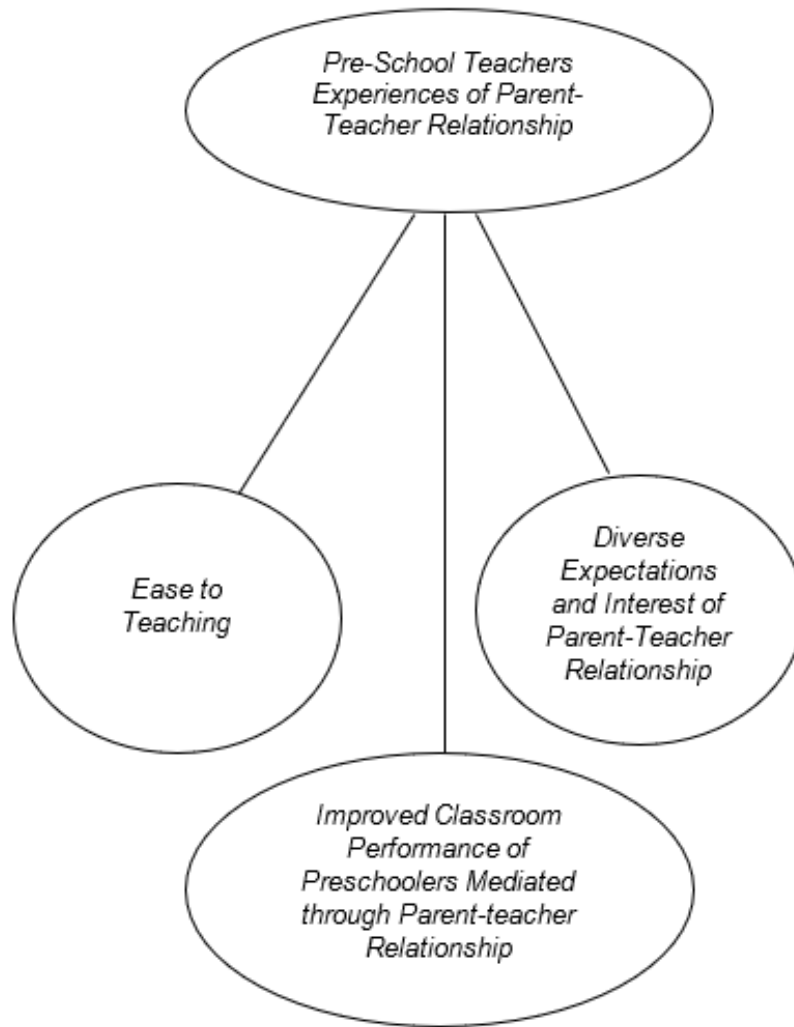 Pre-School Teachers
Experiences of Parent-
Teacher Relationship
Ease to
Teaching
Diverse
Expectations
and Interest of
Parent-Teacher
Relationship
Improved Classroom
Performance of
Preschoolers Mediated
through Parent-teacher
Relationship